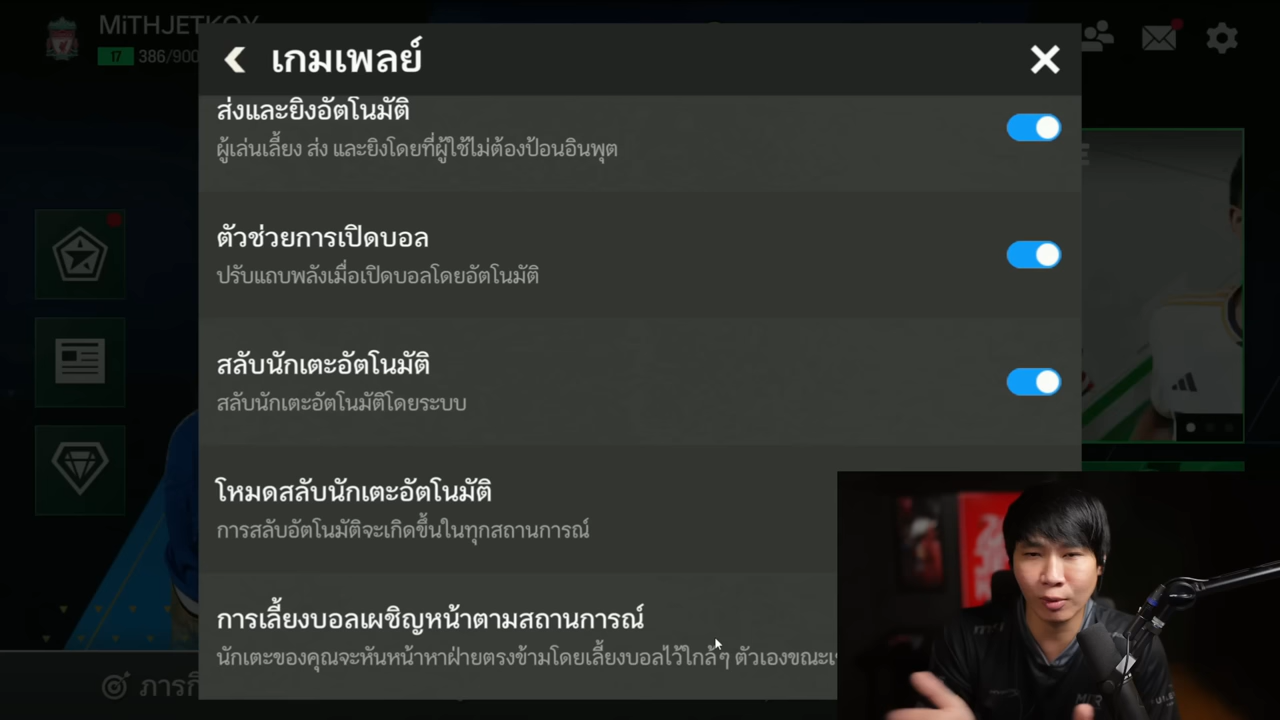 MiTHJETKOY
17 386/900
เกมเพลย์
ส่งและยิงอัตโนมัติ
ผู้เล่นเลี้ยง ส่ง และยิงโดยที่ผู้ใช้ไม่ต้องป้อนอินพุต
ตัวช่วยการเปิดบอล
ปรับแถบพลังเมื่อเปิดบอลโดยอัตโนมัติ
สลับนักเตะอัตโนมัติ
สลับนักเตะอัตโนมัติโดยระบบ
โหมดสลับนักเตะอัตโนมัติ
การสลับอัตโนมัติจะเกิดขึ้นในทุกสถานการณ์
การเลี้ยงบอลเผชิญหน้าตามสถานการณ์
นักเตะของคุณจะหันหน้าหาฝ่ายตรงข้ามโดยเลี้ยงบอลไว้ใกล้ๆ ตัวเองขณะ